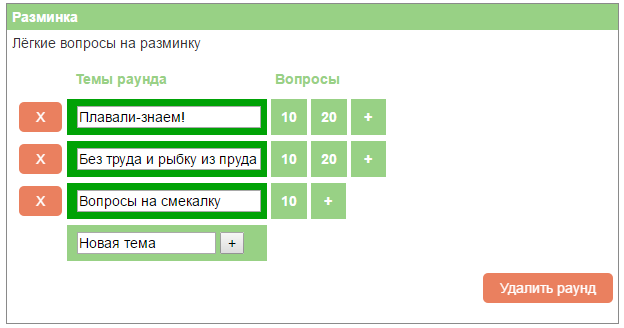 Разминка
Лёгкие вопросы на разминку
Темы раунда Вопросы
X Плавали-знаем! 10 20 +
X Без труда и рыбку из пруда 10 20 +
X Вопросы на смекалку 10 +
Новая тема +
Удалить раунд